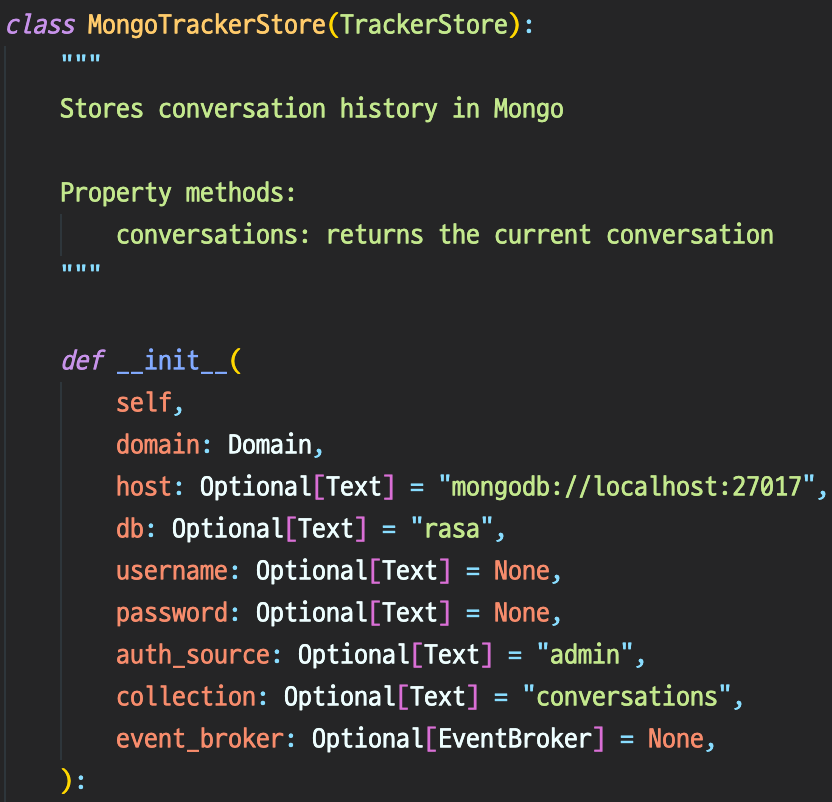 class MongoTrackerStore(TrackerStore):
    """
    Stores conversation history in Mongo

    Property methods:
        conversations: returns the current conversation
    """

    def __init__(
        self,
        domain: Domain,
        host: Optional[Text] = "mongodb://localhost:27017",
        db: Optional[Text] = "rasa",
        username: Optional[Text] = None,
        password: Optional[Text] = None,
        auth_source: Optional[Text] = "admin",
        collection: Optional[Text] = "conversations",
        event_broker: Optional[EventBroker] = None,
    ):